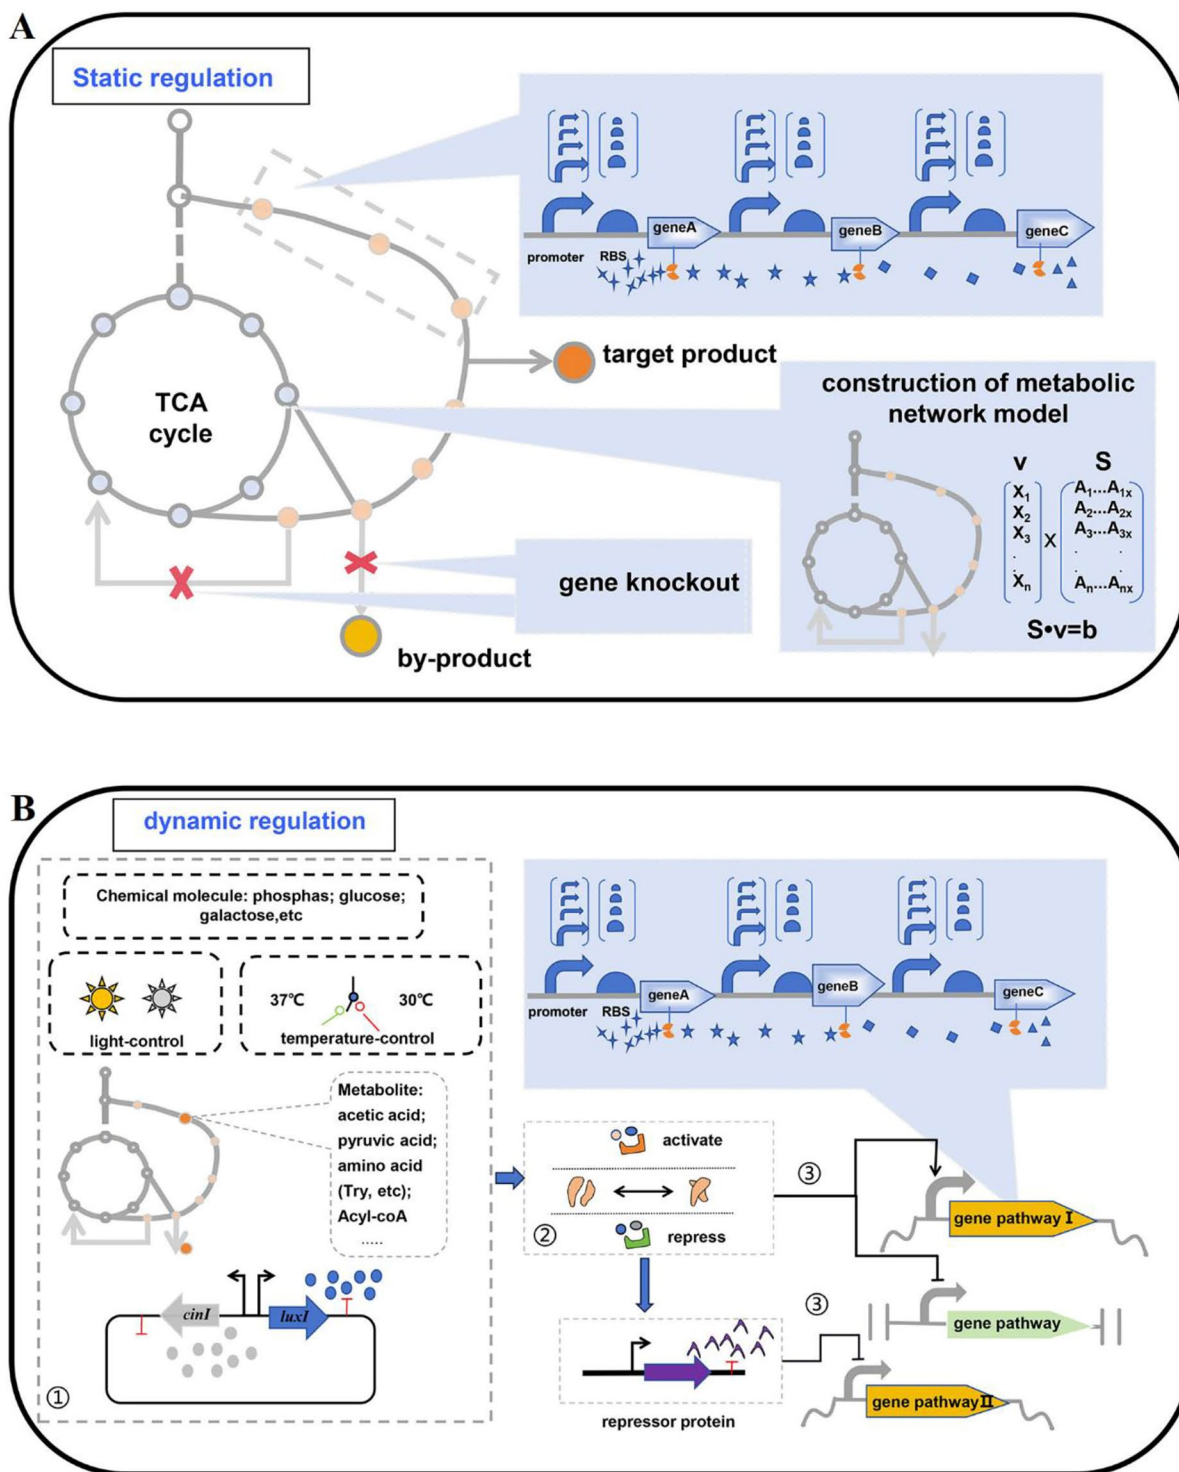 A
Static regulation
geneA
geneB
geneC
promoter
RBS
target product
TCA
cycle
construction of metabolic
network model
v
S
X1
X2
X3
.
.
Xn
X
A1...A1x
A2...A2x
A3...A3x
. .
. .
An...Anx
S•v=b
gene knockout
by-product
B
dynamic regulation
Chemical molecule: phosphas; glucose;
galactose,etc
37℃
30℃
light-control
temperature-control
geneA
geneB
geneC
promoter
RBS
Metabolite:
acetic acid;
pyruvic acid;
amino acid
(Try, etc);
Acyl-coA
.....
activate
②
repress
③
gene pathway I
cinI
luxI
①
③
gene pathway
repressor protein
gene pathway II